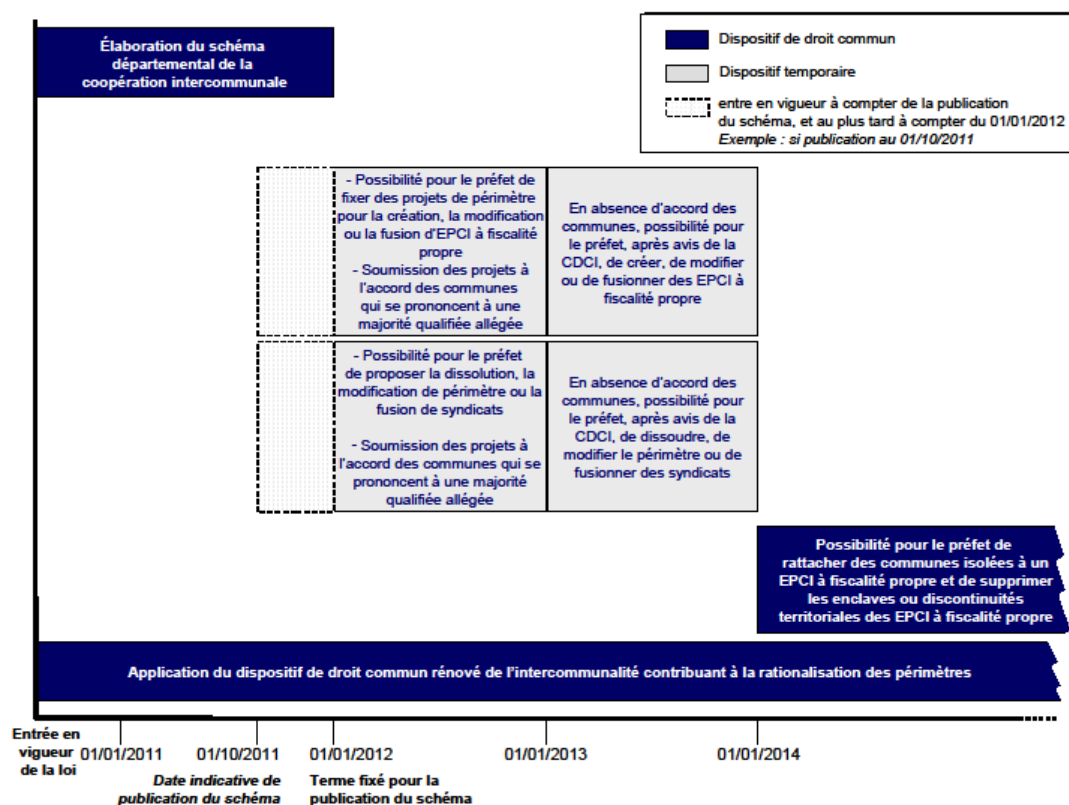 Élaboration du schéma
départemental de la
coopération intercommunale
Dispositif de droit commun
Dispositif temporaire
entre en vigueur à compter de la publication
du schéma, et au plus tard à compter du 01/01/2012
Exemple : si publication au 01/10/2011
- Possibilité pour le préfet de
fixer des projets de périmètre
pour la création, la modification
ou la fusion d'EPCI à fiscalité
propre
- Soumission des projets à
l'accord des communes
qui se prononcent à une
majorité qualifiée allégée
En absence d'accord des
communes, possibilité pour
le préfet, après avis de la
CDCI, de créer, de modifier
ou de fusionner des EPCI à
fiscalité propre
- Possibilité pour le préfet
de proposer la dissolution, la
modification de périmètre ou la
fusion de syndicats
- Soumission des projets à
l'accord des communes qui se
prononcent à une majorité
qualifiée allégée
En absence d'accord des
communes, possibilité pour
le préfet, après avis de la
CDCI, de dissoudre, de
modifier le périmètre ou de
fusionner des syndicats
Possibilité pour le préfet de
rattacher des communes isolées à un
EPCI à fiscalité propre et de supprimer
les enclaves ou discontinuités
territoriales des EPCI à fiscalité propre
Application du dispositif de droit commun rénové de l'intercommunalité contribuant à la rationalisation des périmètres
Entrée en
vigueur
de la loi
01/01/2011
01/10/2011
Date indicative de
publication du schéma
01/01/2012
Terme fixé pour la
publication du schéma
01/01/2013
01/01/2014